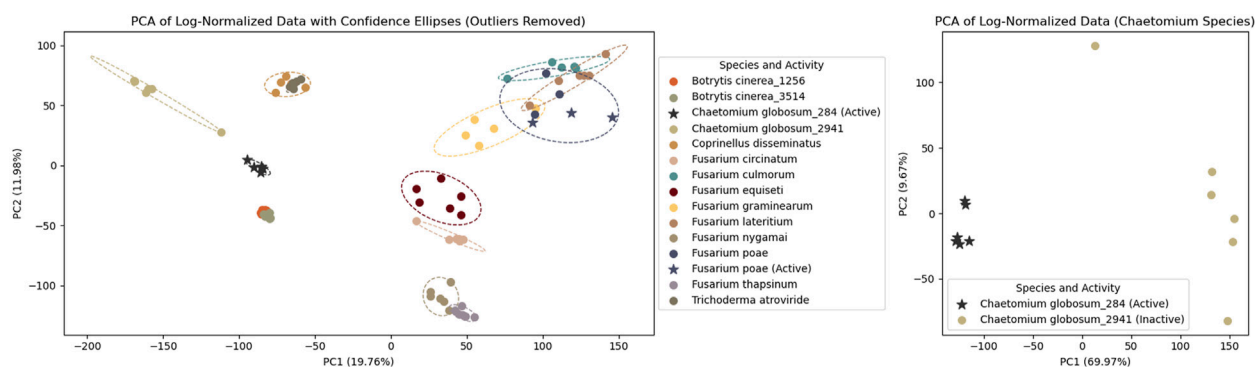 PCA of Log-Normalized Data with Confidence Ellipses (Outliers Removed)
100
50
0
−50
−100
PC2 (11.98%)
−200
−150
−100
−50
0
50
100
150
PC1 (19.76%)
Species and Activity
Botrytis cinerea_1256
Botrytis cinerea_3514
Chaetomium globosum_284 (Active)
Chaetomium globosum_2941
Coprinellus disseminatus
Fusarium circinatum
Fusarium culmorum
Fusarium equiseti
Fusarium graminearum
Fusarium lateritium
Fusarium nygamai
Fusarium poae
Fusarium poae (Active)
Fusarium thapsinum
Trichoderma atroviride
PCA of Log-Normalized Data (Chaetomium Species)
100
50
0
−50
PC2 (9.67%)
Species and Activity
Chaetomium globosum_284 (Active)
Chaetomium globosum_2941 (Inactive)
−100
−50
0
50
100
150
PC1 (69.97%)